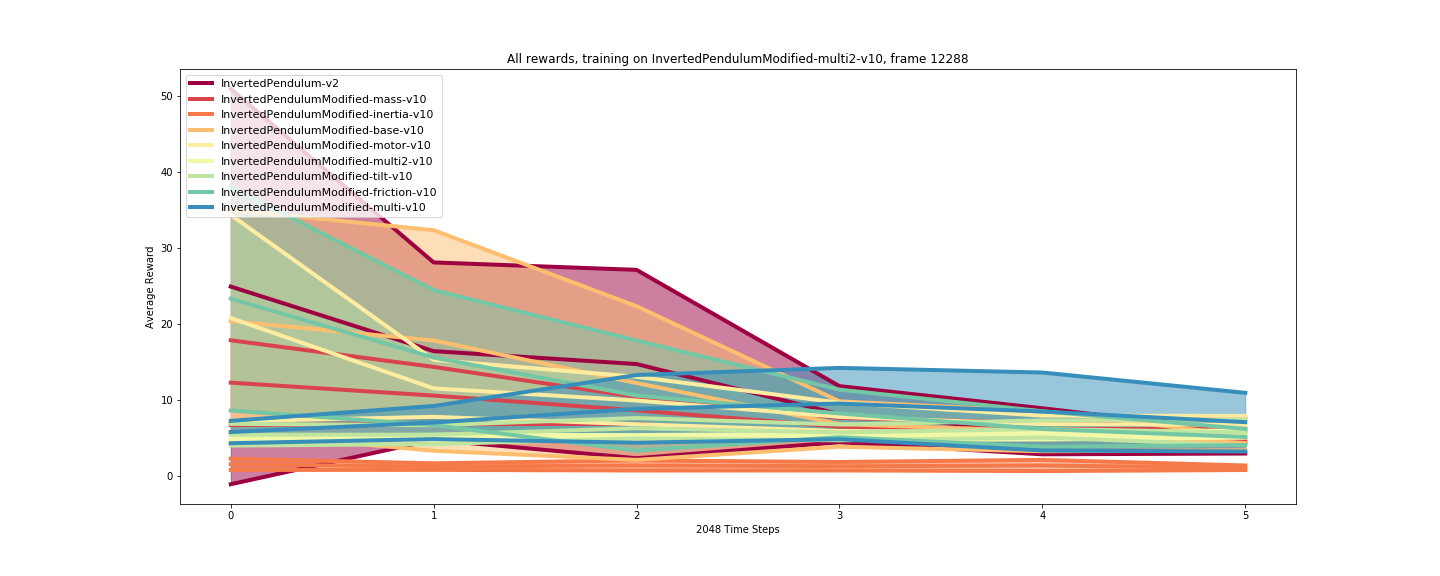 All rewards, training on InvertedPendulumModified-multi2-v10, frame 12288
InvertedPendulum-v2
InvertedPendulumModified-mass-v10
InvertedPendulumModified-inertia-v10
InvertedPendulumModified-base-v10
InvertedPendulumModified-motor-v10
InvertedPendulumModified-multi2-v10
InvertedPendulumModified-tilt-v10
InvertedPendulumModified-friction-v10
InvertedPendulumModified-multi-v10
50
40
30
20
10
0
Average Reward
0 1 2 3 4 5
2048 Time Steps